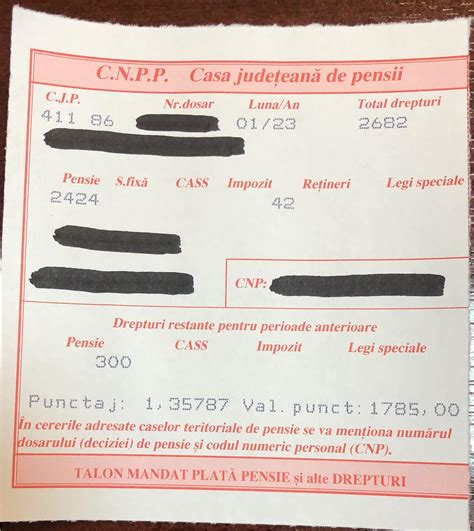 C.N.P.P. Casa județeană de pensii
C.J.P. Nr.dosar Luna/An Total drepturi
411 86 01/23 2682
Pensie S.fixă CASS Impozit Rețineri Legi speciale
2424 42
CNP:
Drepturi restante pentru perioade anterioare
Pensie CASS Impozit Legi speciale
300
Punctaj: 1,35787 Val. punct: 1785,00
În cererile adresate caselor teritoriale de pensie se va menționa numărul
dosarului (deciziei) de pensie și codul numeric personal (CNP).
TALON MANDAT PLATĂ PENSIE și alte DREPTURI